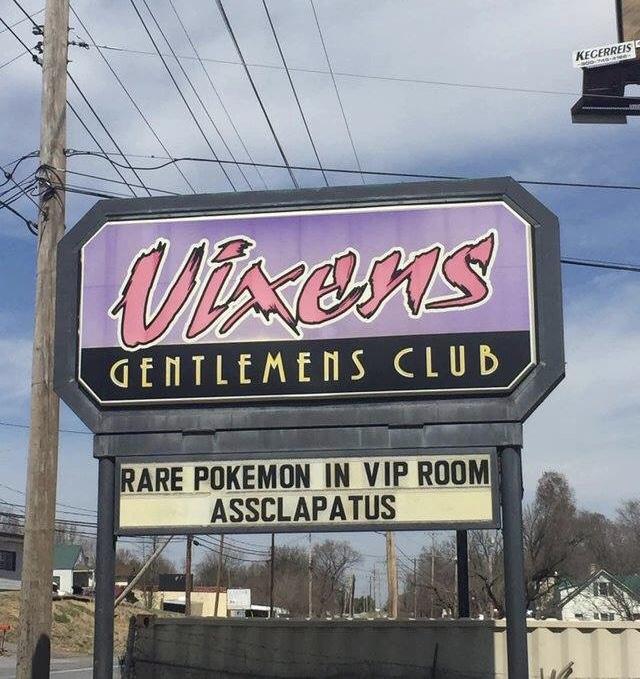 KEGERREIS
Vixens
GENTLEMENS CLUB
RARE POKEMON IN VIP ROOM
ASSCLAPATUS